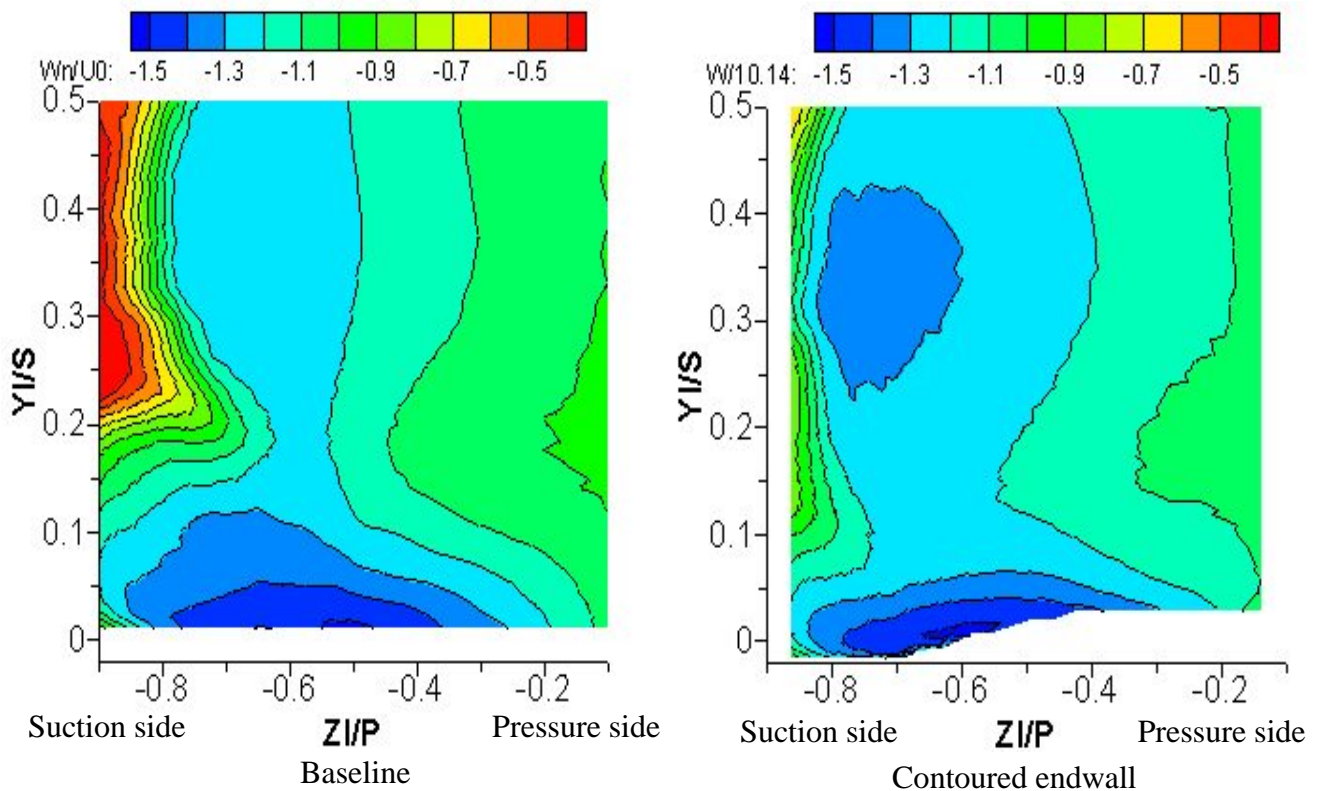 Wn/U0: -1.5 -1.3 -1.1 -0.9 -0.7 -0.5
0.5
0.4
0.3
0.2
0.1
0
YI/S
-0.8 -0.6 -0.4 -0.2
Suction side ZI/P Pressure side
Baseline
W/10.14: -1.5 -1.3 -1.1 -0.9 -0.7 -0.5
0.5
0.4
0.3
0.2
0.1
0
YI/S
-0.8 -0.6 -0.4 -0.2
Suction side ZI/P Pressure side
Contoured endwall